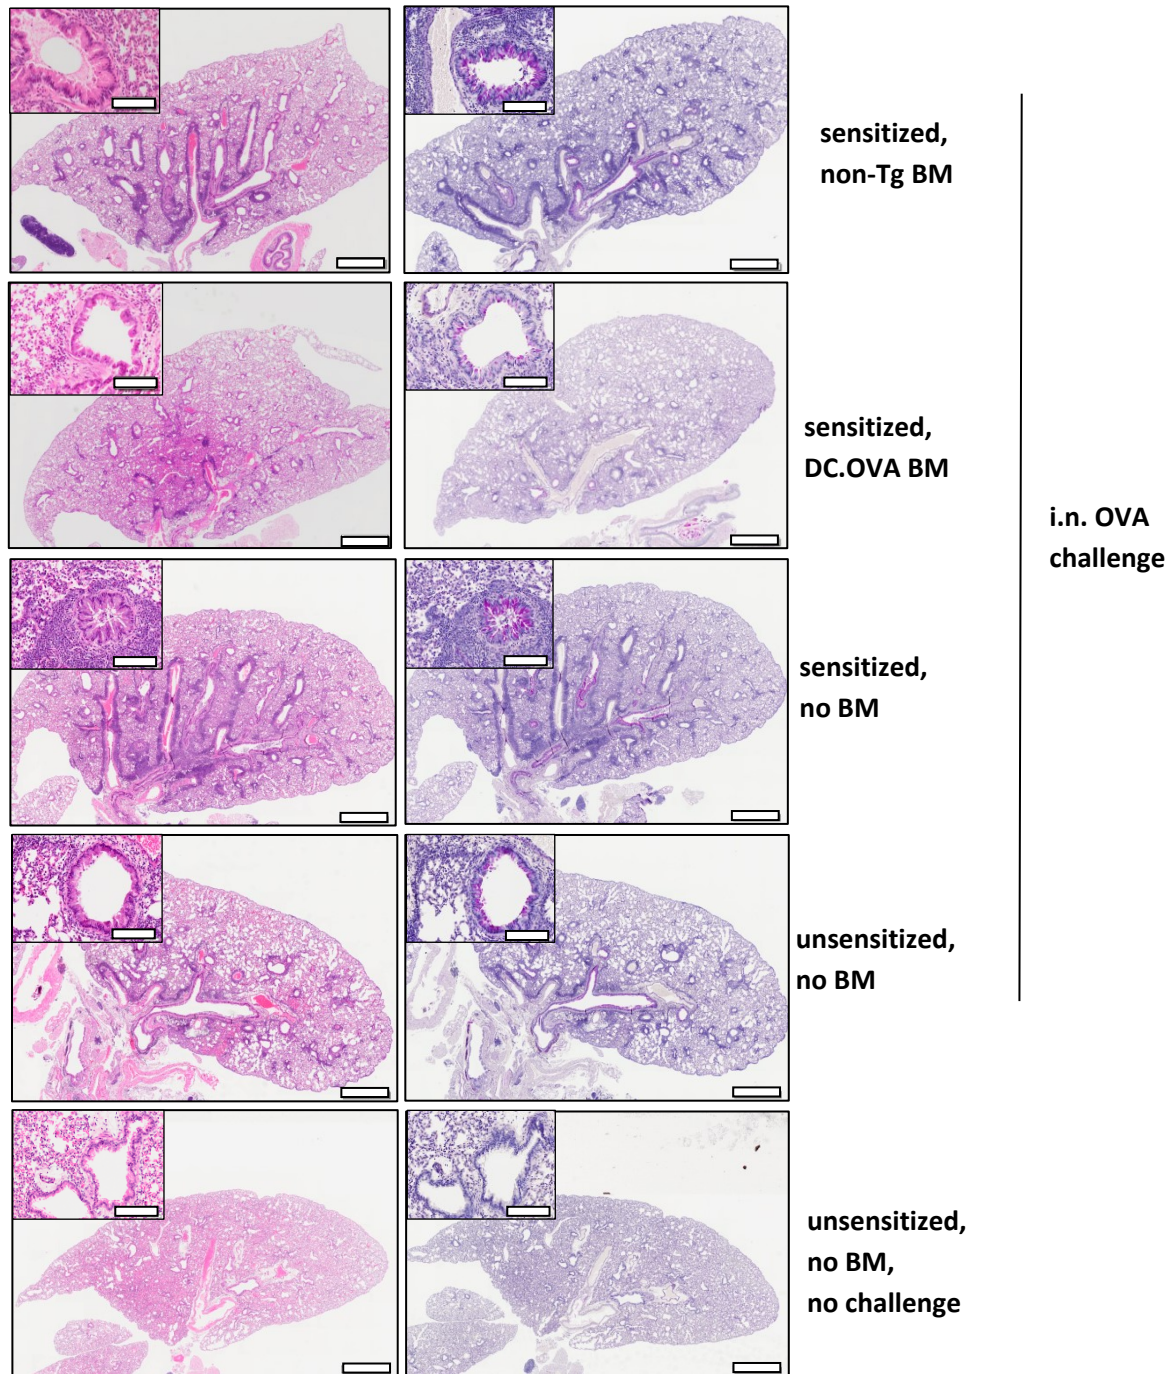 sensitized,
non-Tg BM
sensitized,
DC.OVA BM
i.n. OVA
challenge
sensitized,
no BM
unsensitized,
no BM
unsensitized,
no BM,
no challenge